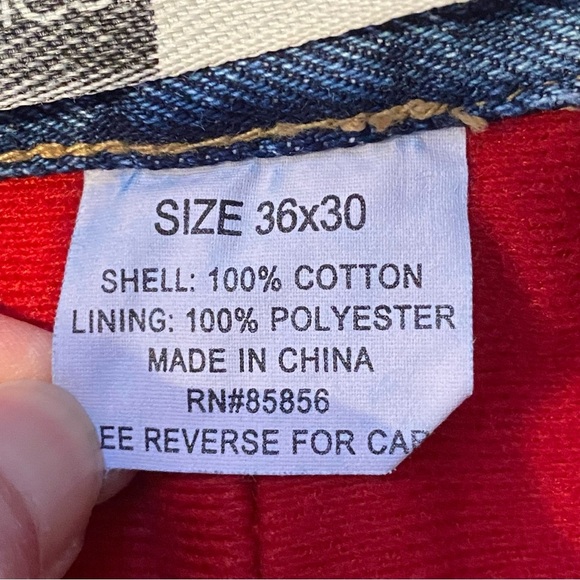 SIZE 36x30
SHELL: 100% COTTON
LINING: 100% POLYESTER
MADE IN CHINA
RN#85856
EE REVERSE FOR CAR